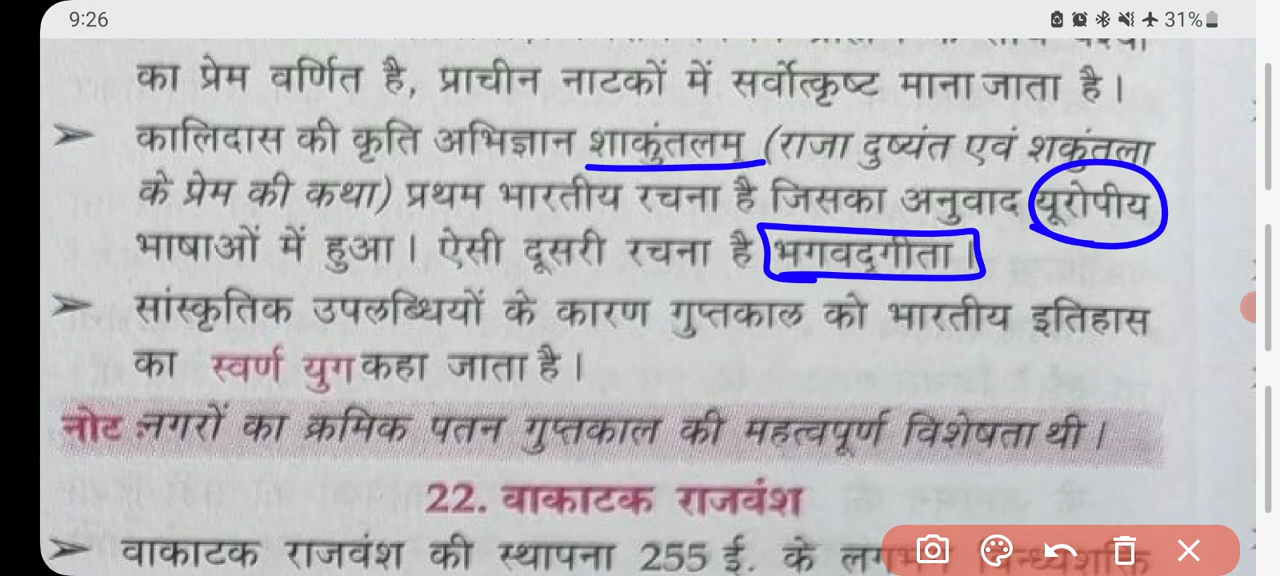 9:26
31%
का प्रेम वर्णित है, प्राचीन नाटकों में सर्वोत्कृष्ट माना जाता है।
➤ कालिदास की कृति अभिज्ञान शाकुंतलम् (राजा दुष्यंत एवं शकुंतला
के प्रेम की कथा) प्रथम भारतीय रचना है जिसका अनुवाद यूरोपीय
भाषाओं में हुआ। ऐसी दूसरी रचना है भगवद्गीता।
➤ सांस्कृतिक उपलब्धियों के कारण गुप्तकाल को भारतीय इतिहास
का स्वर्ण युग कहा जाता है।
नोट : नगरों का क्रमिक पतन गुप्तकाल की महत्वपूर्ण विशेषता थी।
22. वाकाटक राजवंश
➤ वाकाटक राजवंश की स्थापना 255 ई. के लगभग विन्ध्यशक्ति